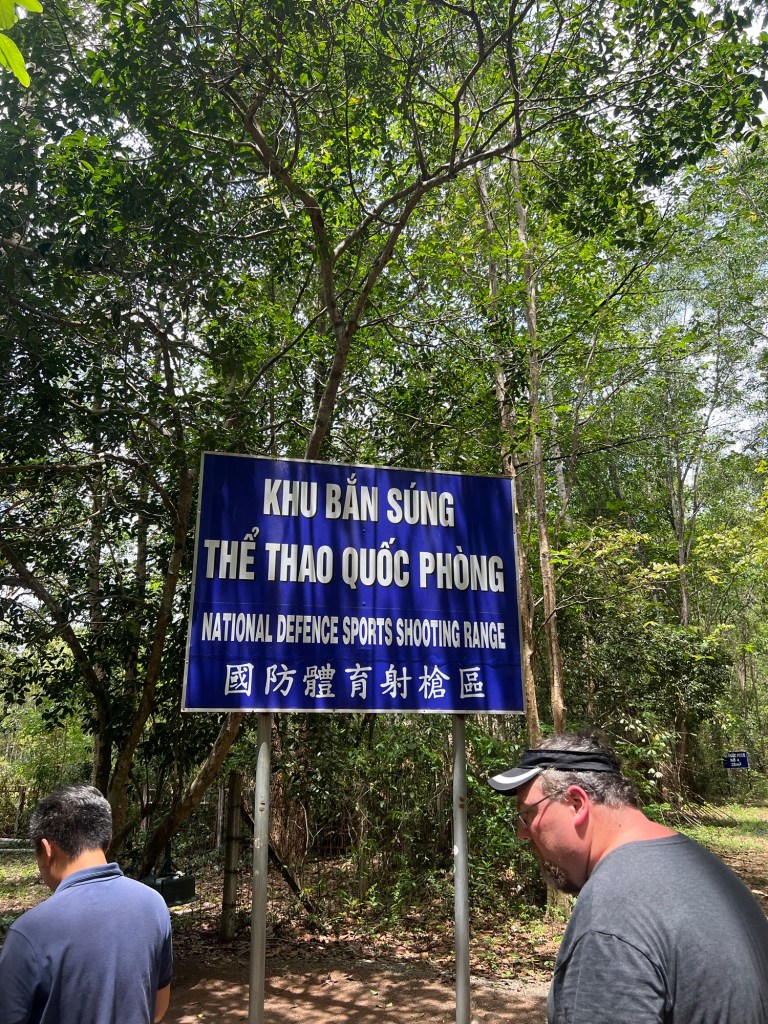 KHU BẮN SÚNG
THỂ THAO QUỐC PHÒNG
NATIONAL DEFENCE SPORTS SHOOTING RANGE
國防體育射槍區